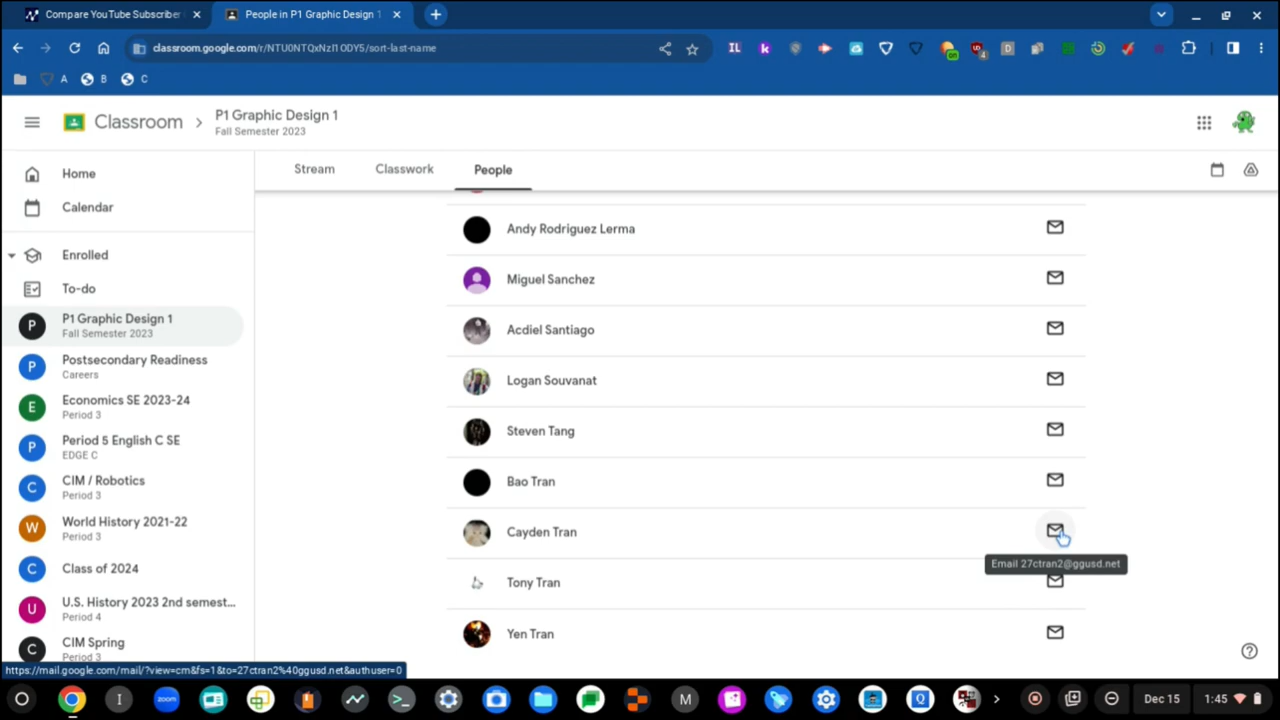 Compare YouTube Subscriber
People in P1 Graphic Design 1
classroom.google.com/r/NTU0NTQxNzI1ODY5/sort-last-name
A
B
C
Classroom
P1 Graphic Design 1
Fall Semester 2023
Stream
Classwork
People
Home
Calendar
Enrolled
To-do
P
P1 Graphic Design 1
Fall Semester 2023
P
Postsecondary Readiness
Careers
E
Economics SE 2023-24
Period 3
P
Period 5 English C SE
EDGE C
C
CIM / Robotics
Period 3
W
World History 2021-22
Period 3
C
Class of 2024
U
U.S. History 2023 2nd semest...
Period 4
C
CIM Spring
Period 3
Andy Rodriguez Lerma
Miguel Sanchez
Acdiel Santiago
Logan Souvanat
Steven Tang
Bao Tran
Cayden Tran
Email 27ctran2@ggusd.net
Tony Tran
Yen Tran
https://mail.google.com/mail/?view=cm&fs=1&to=27ctran2%40ggusd.net&authuser=0
I
zoom
M
Q
Dec 15
1:45